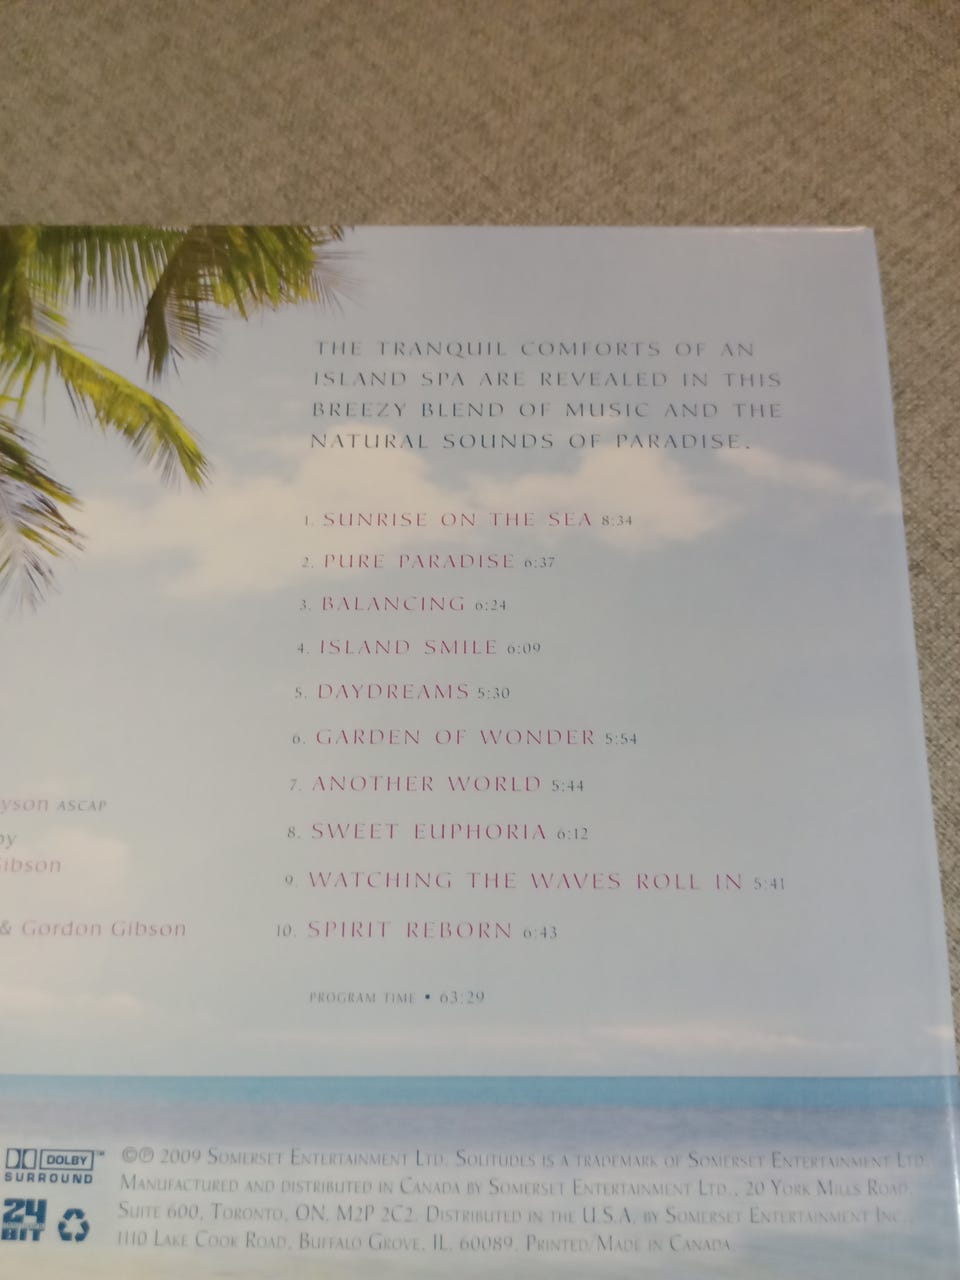 THE TRANQUIL COMFORTS OF AN
ISLAND SPA ARE REVEALED IN THIS
BREEZY BLEND OF MUSIC AND THE
NATURAL SOUNDS OF PARADISE.
1. SUNRISE ON THE SEA 8:34
2. PURE PARADISE 6:37
3. BALANCING 6:24
4. ISLAND SMILE 6:09
5. DAYDREAMS 5:30
6. GARDEN OF WONDER 5:54
7. ANOTHER WORLD 5:44
8. SWEET EUPHORIA 6:12
9. WATCHING THE WAVES ROLL IN 5:41
10. SPIRIT REBORN 6:43
PROGRAM TIME • 63:29
yson ASCAP
by
Gibson
& Gordon Gibson
DOLBY™
SURROUND
24
BIT
©℗ 2009 SOMERSET ENTERTAINMENT LTD. SOLITUDES IS A TRADEMARK OF SOMERSET ENTERTAINMENT LTD.
MANUFACTURED AND DISTRIBUTED IN CANADA BY SOMERSET ENTERTAINMENT LTD., 20 YORK MILLS ROAD,
SUITE 600, TORONTO, ON, M2P 2C2. DISTRIBUTED IN THE U.S.A. BY SOMERSET ENTERTAINMENT INC.,
1110 LAKE COOK ROAD, BUFFALO GROVE, IL, 60089. PRINTED/MADE IN CANADA.